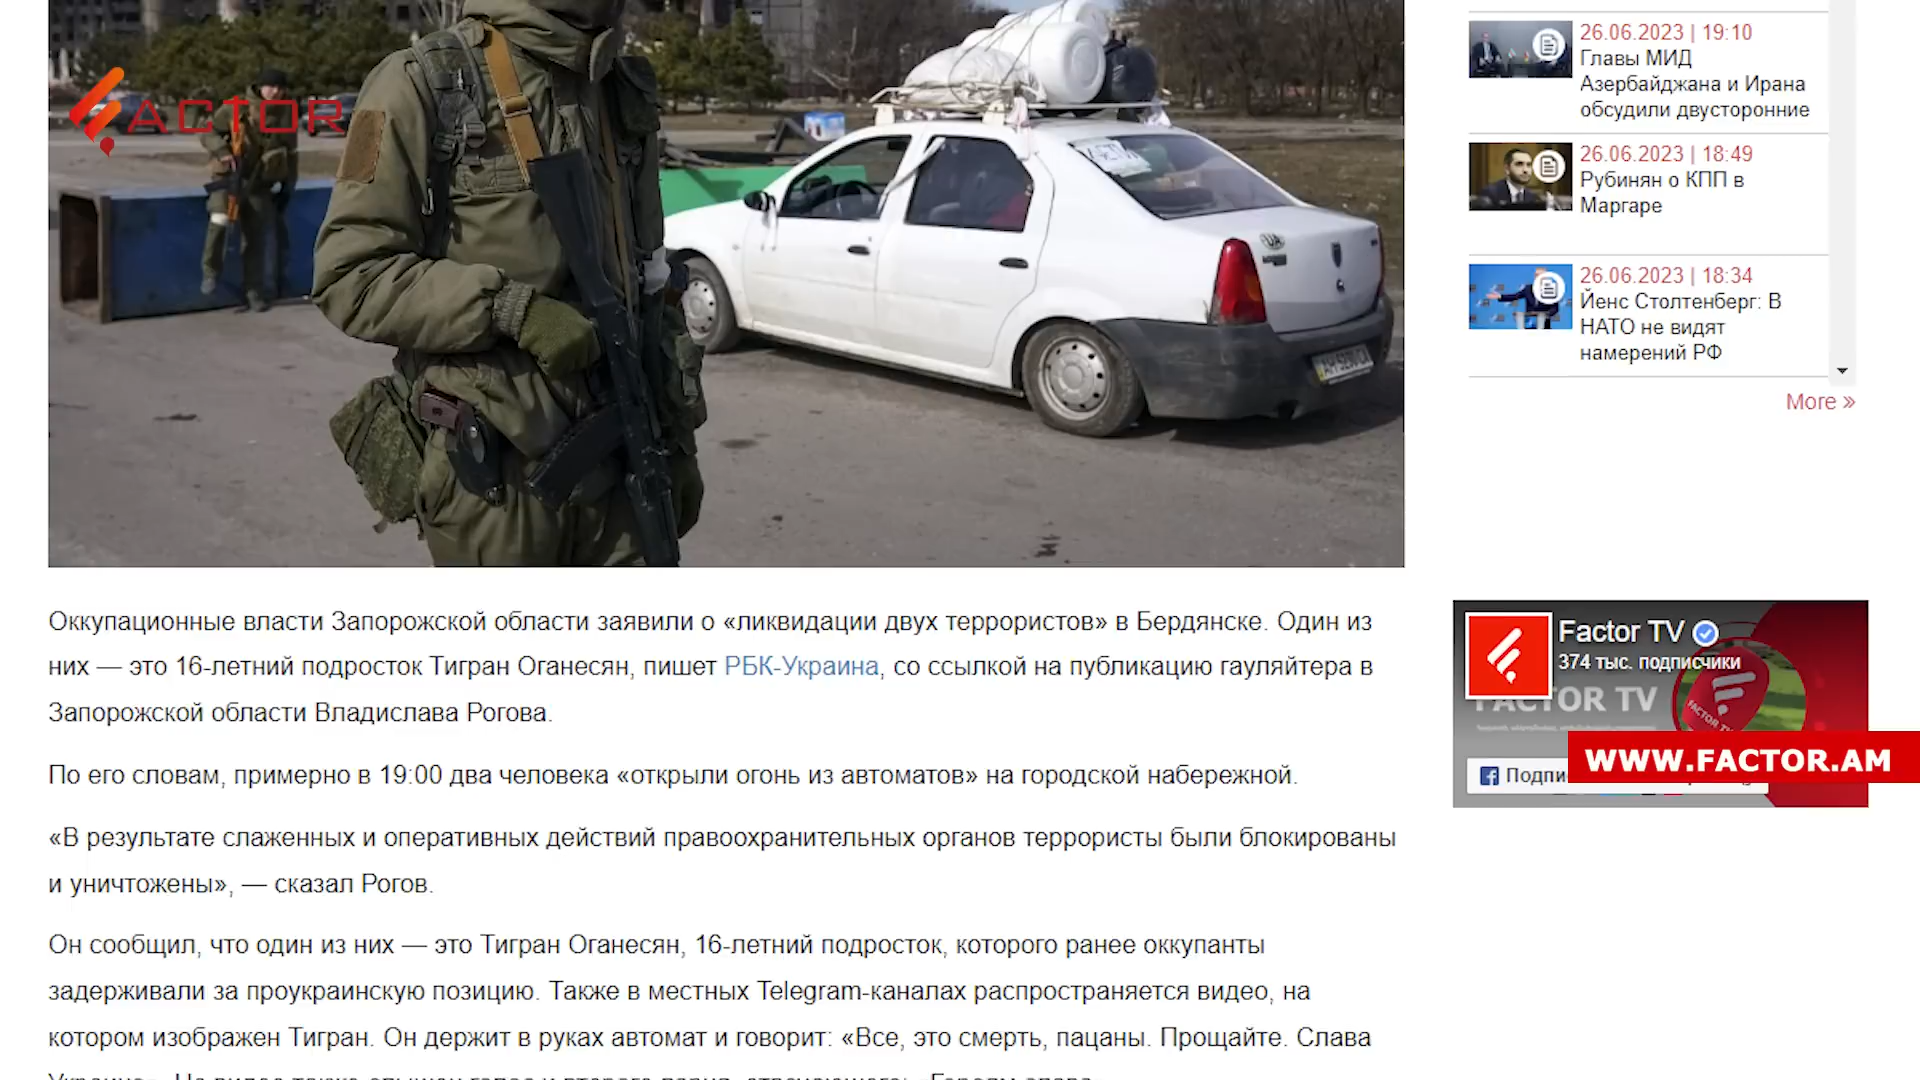 FACTOR
UA
26.06.2023 | 19:10
Главы МИД
Азербайджана и Ирана
обсудили двусторонние
26.06.2023 | 18:49
Рубинян о КПП в
Маргаре
26.06.2023 | 18:34
Йенс Столтенберг: В
НАТО не видят
намерений РФ
More »
Оккупационные власти Запорожской области заявили о «ликвидации двух террористов» в Бердянске. Один из
них — это 16-летний подросток Тигран Оганесян, пишет РБК-Украина, со ссылкой на публикацию гауляйтера в
Запорожской области Владислава Рогова.
По его словам, примерно в 19:00 два человека «открыли огонь из автоматов» на городской набережной.
«В результате слаженных и оперативных действий правоохранительных органов террористы были блокированы
и уничтожены», — сказал Рогов.
Он сообщил, что один из них — это Тигран Оганесян, 16-летний подросток, которого ранее оккупанты
задерживали за проукраинскую позицию. Также в местных Telegram-каналах распространяется видео, на
котором изображен Тигран. Он держит в руках автомат и говорит: «Все, это смерть, пацаны. Прощайте. Слава
Factor TV
374 тыс. подписчики
FACTOR TV
FACTOR TV
WWW.FACTOR.AM